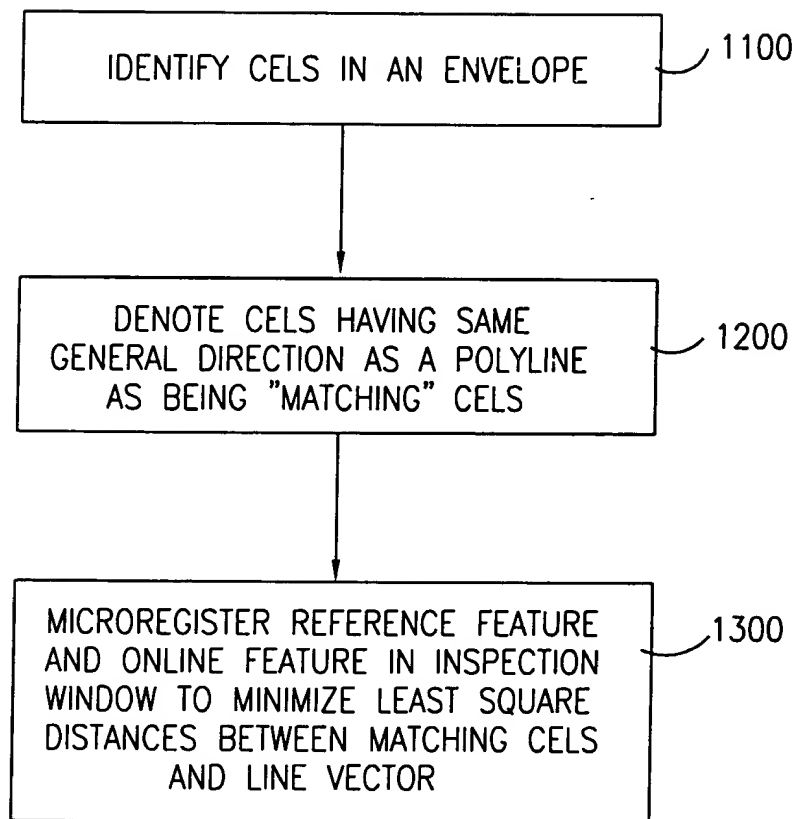 IDENTIFY CELS IN AN ENVELOPE
1100
DENOTE CELS HAVING SAME
GENERAL DIRECTION AS A POLYLINE
AS BEING "MATCHING" CELS
1200
MICROREGISTER REFERENCE FEATURE
AND ONLINE FEATURE IN INSPECTION
WINDOW TO MINIMIZE LEAST SQUARE
DISTANCES BETWEEN MATCHING CELS
AND LINE VECTOR
1300